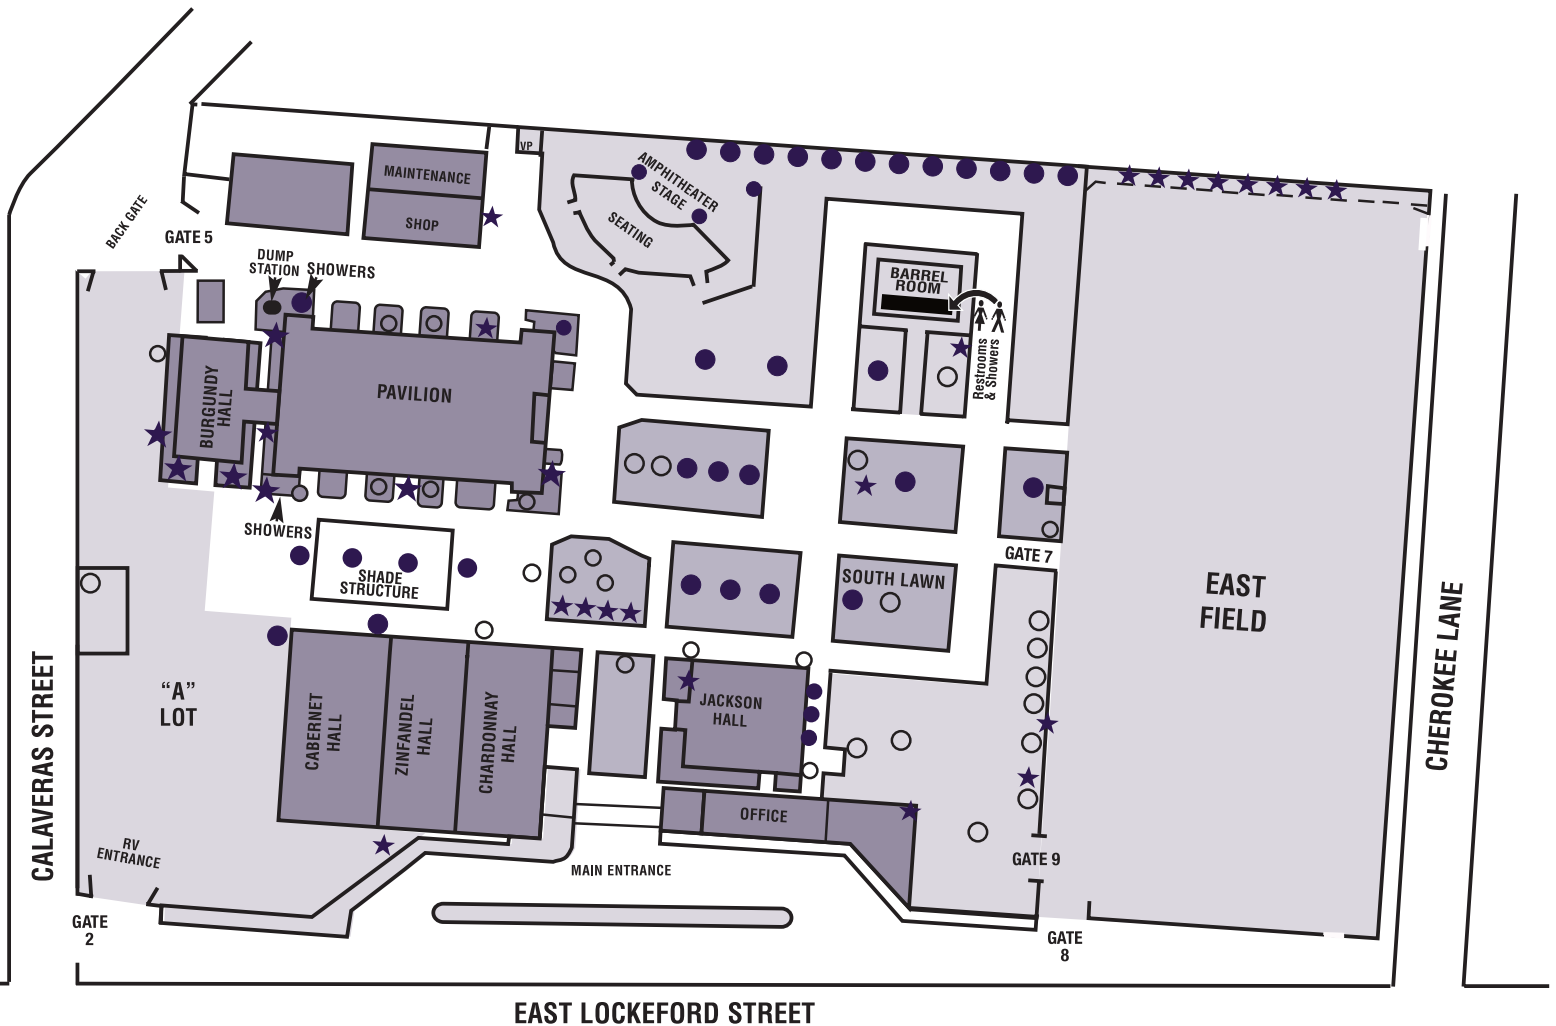 VP
MAINTENANCE
SHOP
AMPHITHEATER
STAGE
SEATING
BACK GATE
GATE 5
DUMP
STATION
SHOWERS
BARREL
ROOM
Restrooms
& Showers
BURGUNDY
HALL
PAVILION
SHOWERS
SHADE
STRUCTURE
SOUTH LAWN
GATE 7
EAST
FIELD
CHEROKEE LANE
CALAVERAS STREET
“A”
LOT
CABERNET
HALL
ZINFANDEL
HALL
CHARDONNAY
HALL
JACKSON
HALL
OFFICE
RV
ENTRANCE
MAIN ENTRANCE
GATE 9
GATE
2
GATE
8
EAST LOCKEFORD STREET